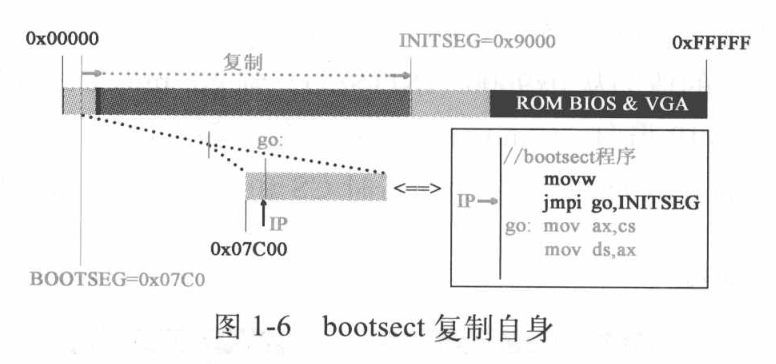 0x00000
INITSEG=0x9000
0xFFFFF
复制
ROM BIOS & VGA
go:
//bootsect程序
movw
<==>
IP
jmpi go,INITSEG
IP
go: mov ax,cs
0x07C00
mov ds,ax
BOOTSEG=0x07C0
图 1-6 bootsect 复制自身